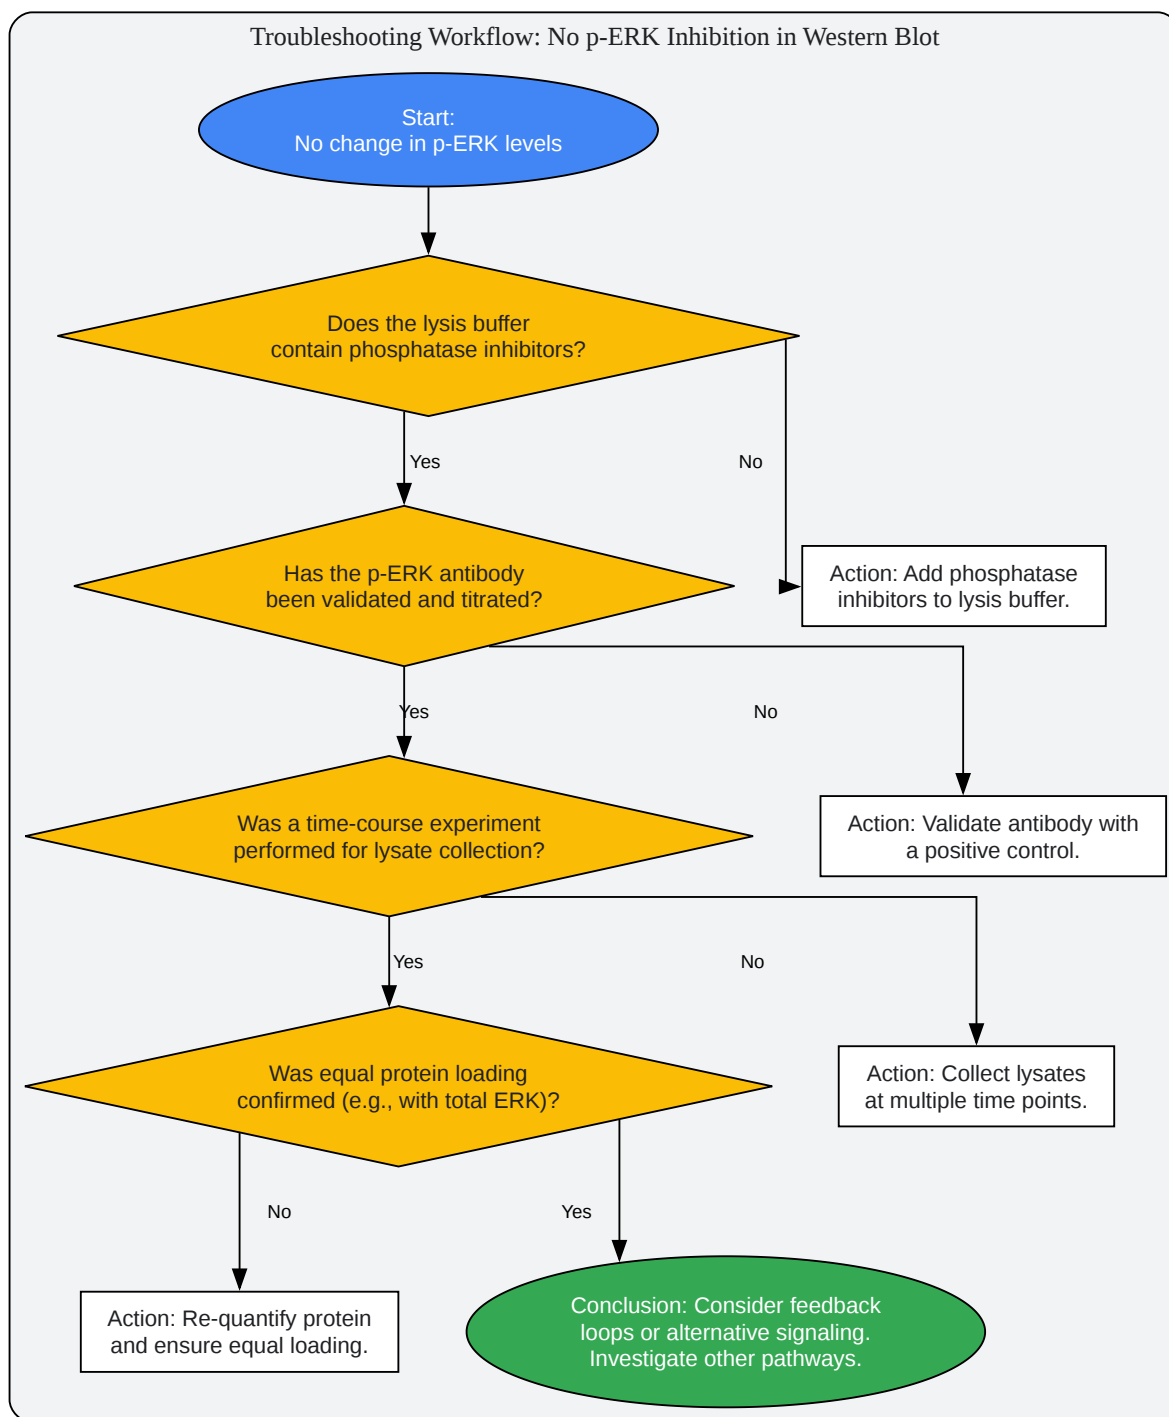 Troubleshooting Workflow: No p-ERK Inhibition in Western Blot
Start:
No change in p-ERK levels
Does the lysis buffer
contain phosphatase inhibitors?
Yes
No
Has the p-ERK antibody
been validated and titrated?
Action: Add phosphatase
inhibitors to lysis buffer.
Yes
No
Was a time-course experiment
performed for lysate collection?
Action: Validate antibody with
a positive control.
Yes
No
Was equal protein loading
confirmed (e.g., with total ERK)?
Action: Collect lysates
at multiple time points.
No
Yes
Action: Re-quantify protein
and ensure equal loading.
Conclusion: Consider feedback
loops or alternative signaling.
Investigate other pathways.